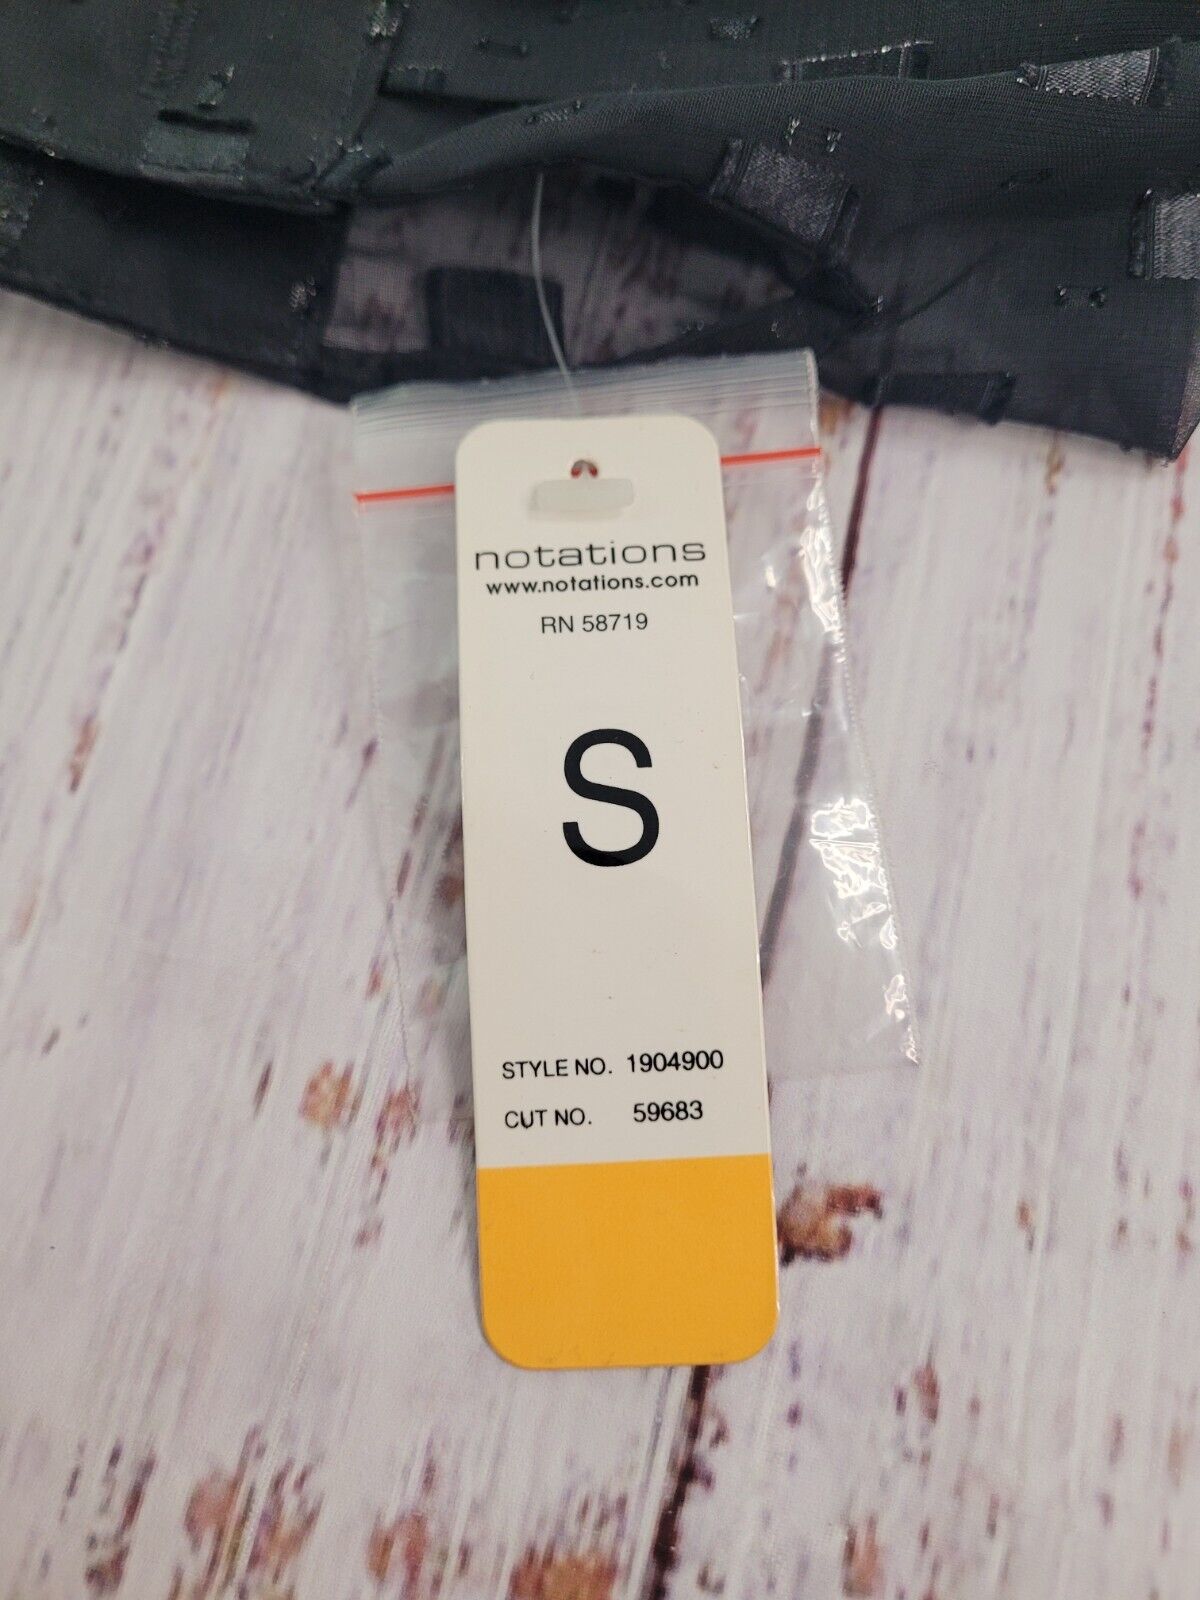 notations
www.notations.com
RN 58719
S
STYLE NO. 1904900
CUT NO. 59683